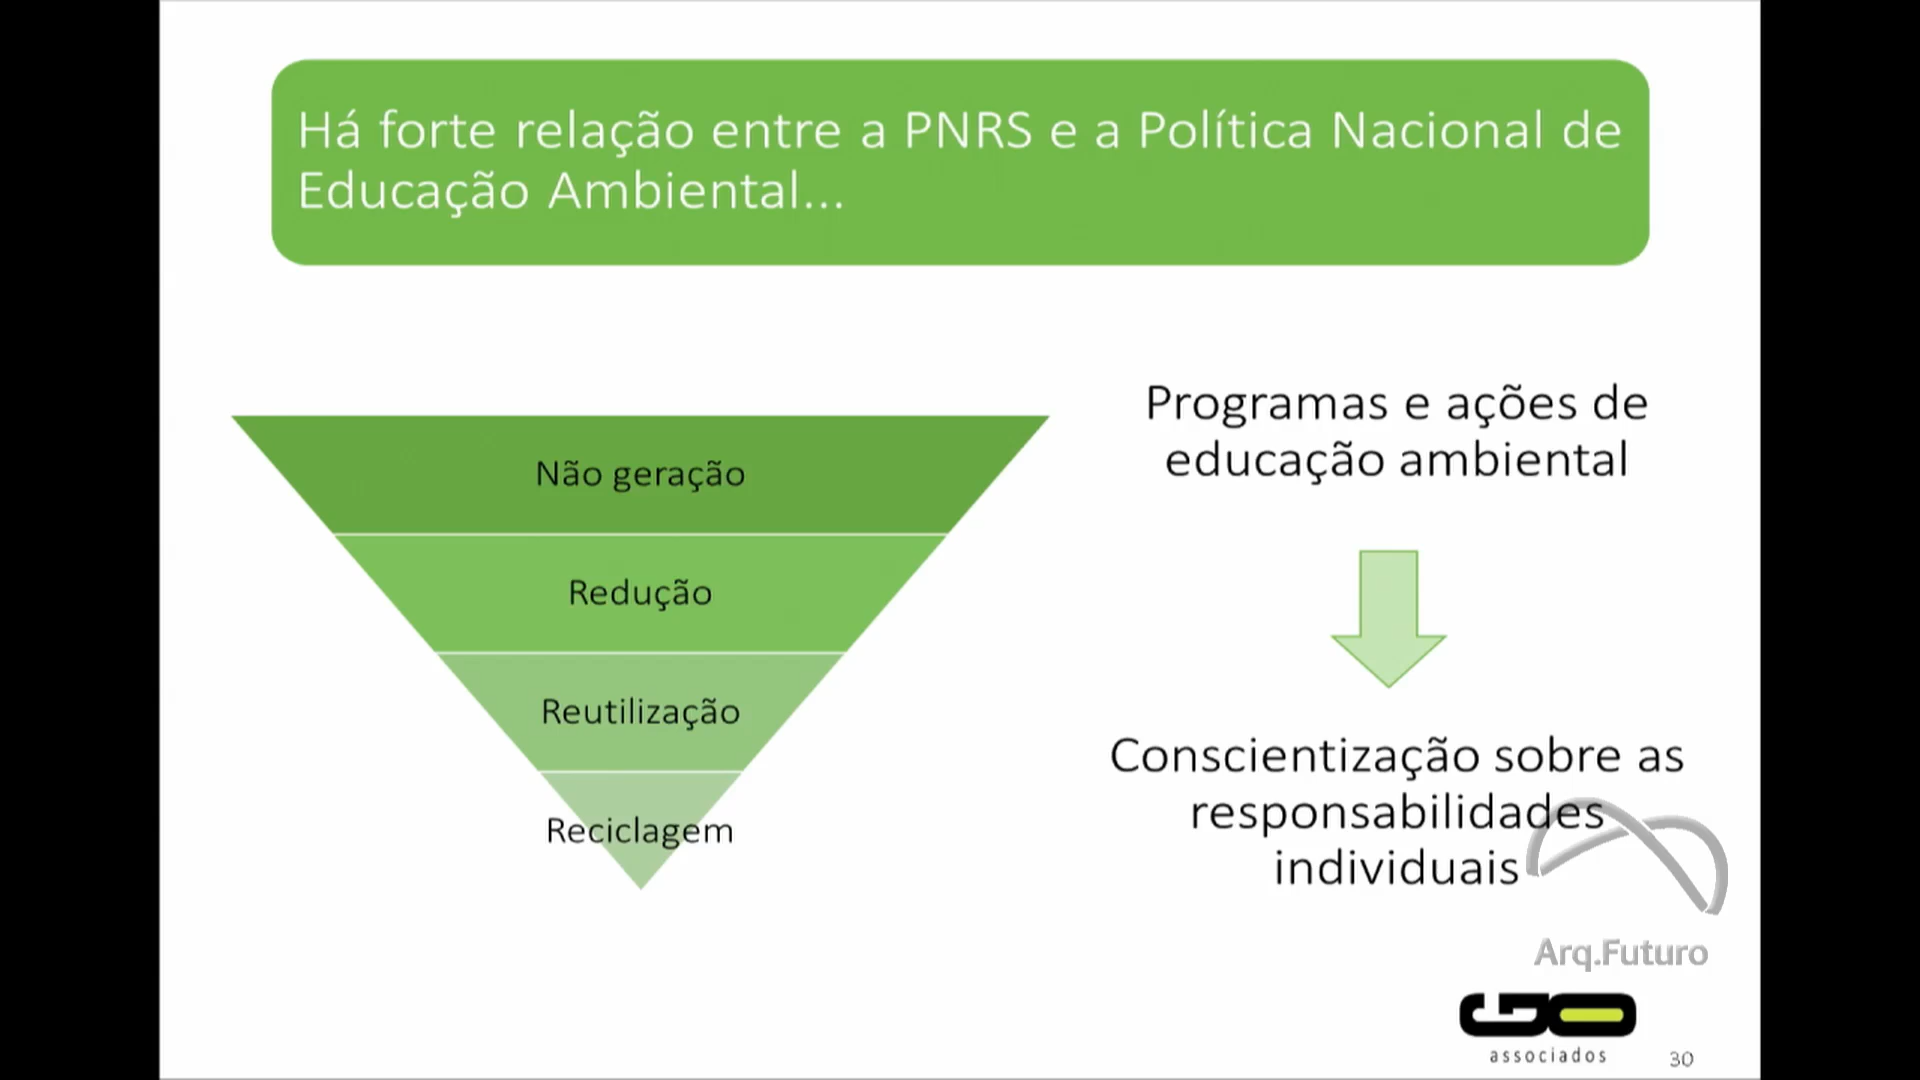 Há forte relação entre a PNRS e a Política Nacional de
Educação Ambiental...
Não geração
Redução
Reutilização
Reciclagem
Programas e ações de
educação ambiental
Conscientização sobre as
responsabilidades
individuais
Arq.Futuro
GO
associados
30